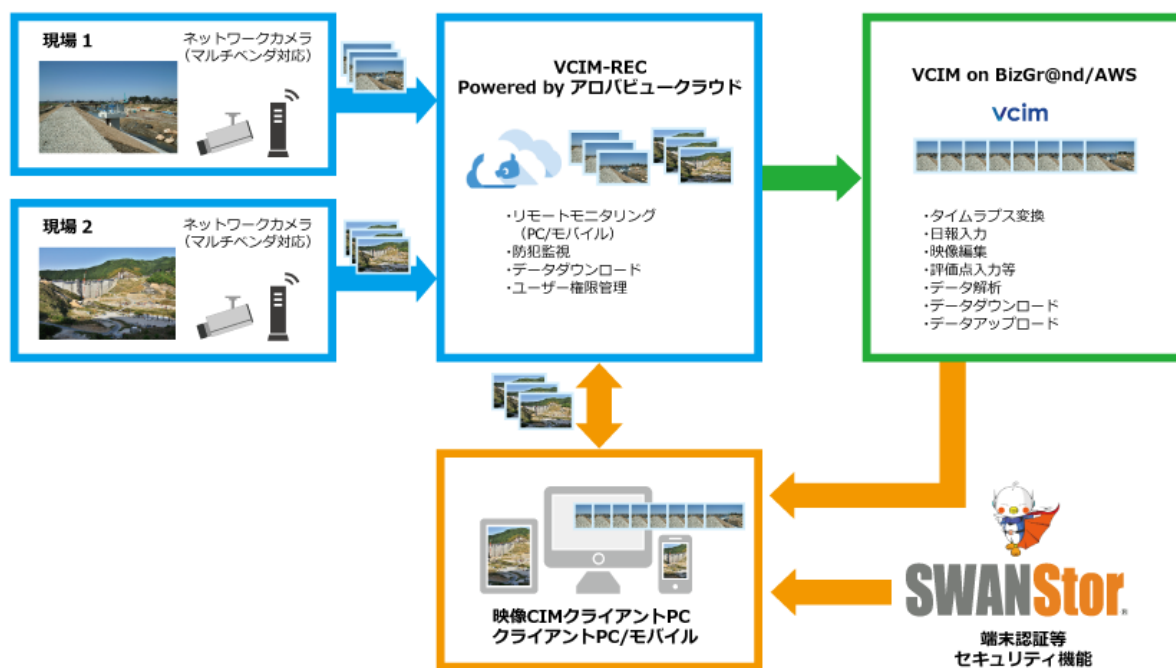 現場 1
ネットワークカメラ
（マルチベンダ対応）
現場 2
ネットワークカメラ
（マルチベンダ対応）
VCIM-REC
Powered by アロバビュークラウド
・リモートモニタリング
（PC/モバイル）
・防犯監視
・データダウンロード
・ユーザー権限管理
VCIM on BizGr@nd/AWS
vcim
・タイムラプス変換
・日報入力
・映像編集
・評価点入力等
・データ解析
・データダウンロード
・データアップロード
映像CIMクライアントPC
クライアントPC/モバイル
SWANStor®
端末認証等
セキュリティ機能